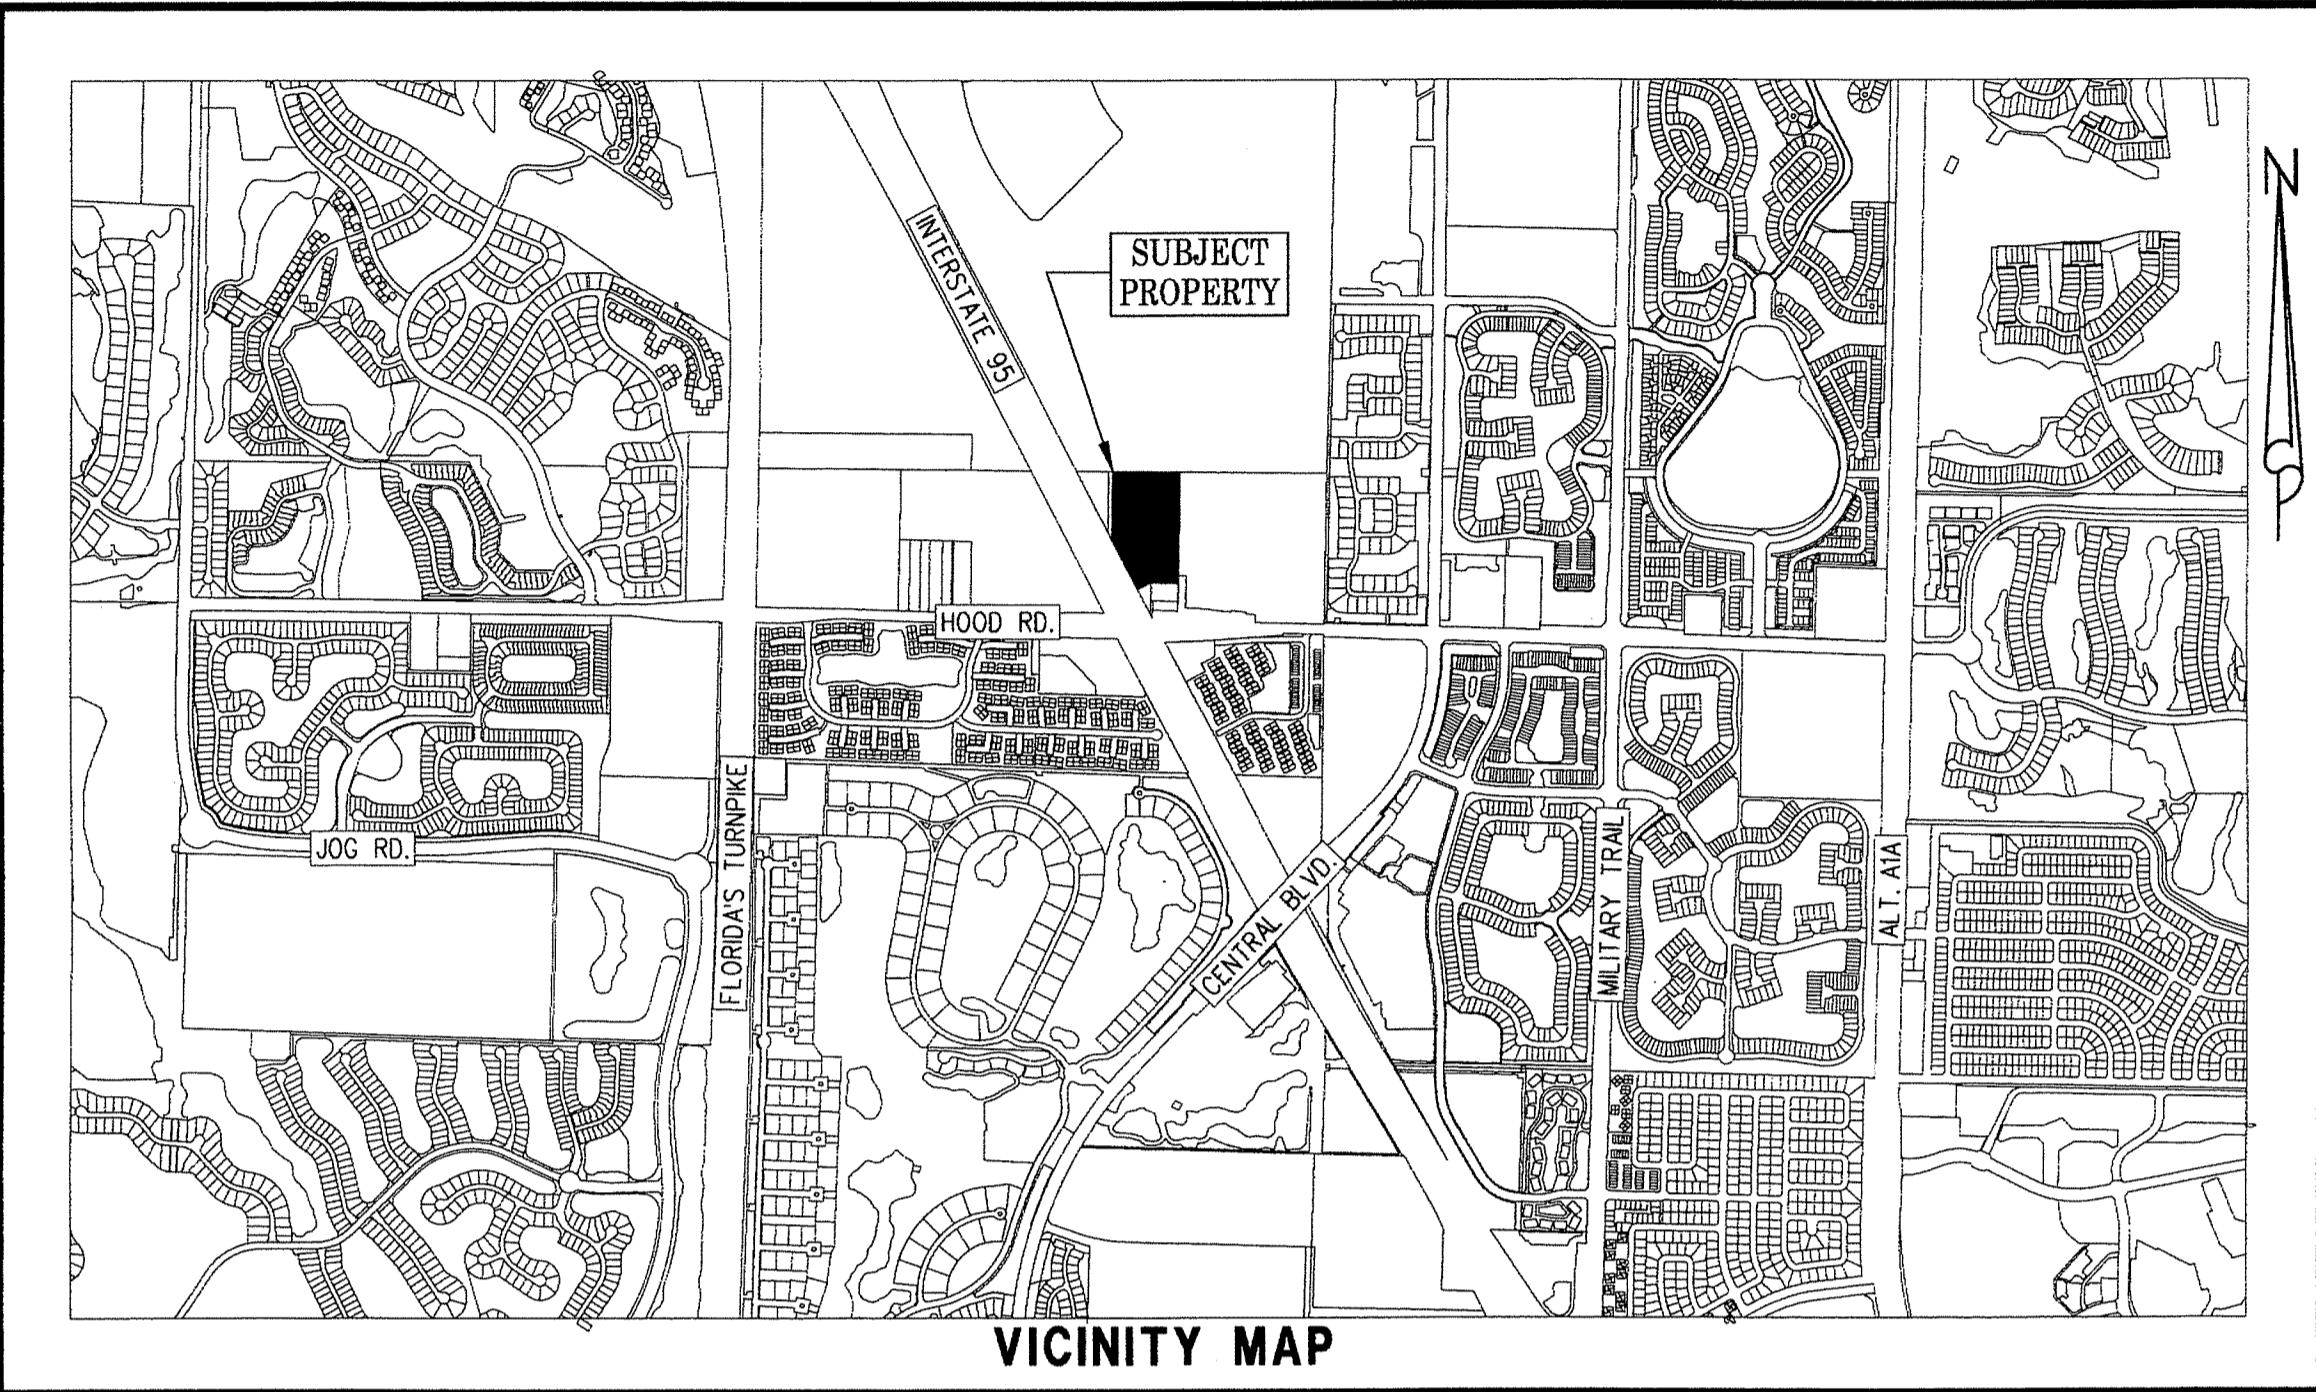 N
SUBJECT
PROPERTY
INTERSTATE 95
HOOD RD.
JOG RD.
FLORIDA'S TURNPIKE
CENTRAL BLVD.
MILITARY TRAIL
ALT. A1A
VICINITY MAP